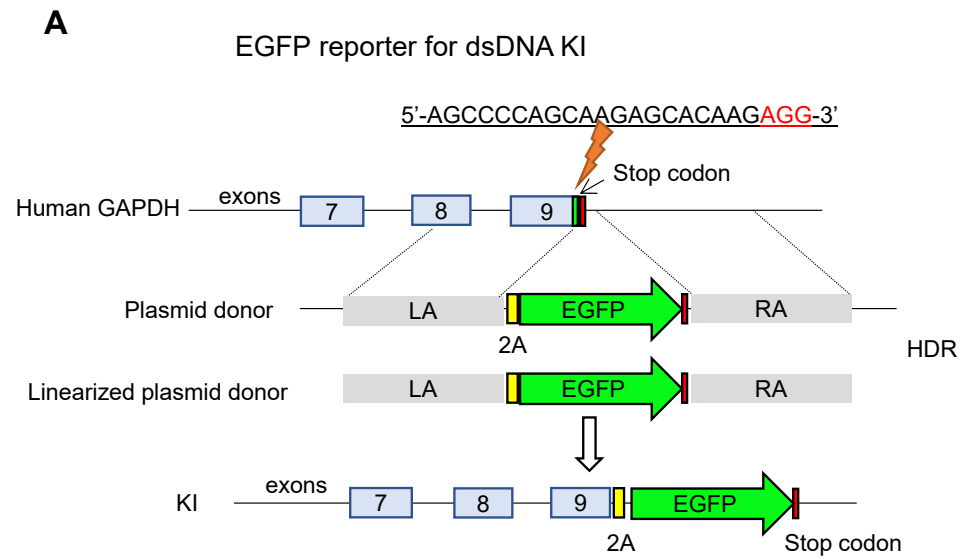 A
EGFP reporter for dsDNA KI
5'-AGCCCCAGCAAGAGCACAAGAGG-3'
Stop codon
exons
Human GAPDH
7
8
9
Plasmid donor
LA
EGFP
RA
2A
HDR
Linearized plasmid donor
LA
EGFP
RA
exons
KI
7
8
9
EGFP
2A
Stop codon